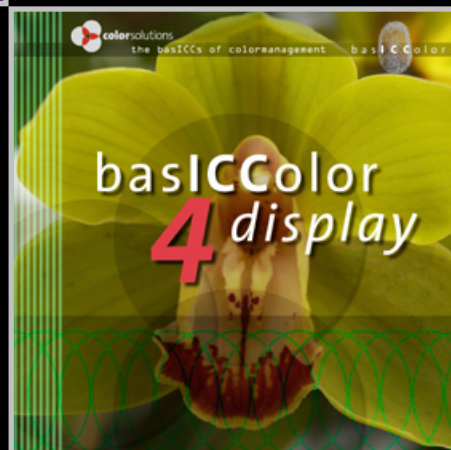 colorsolutions
the basICCs of colormanagement basICColor
basICColor
4 display